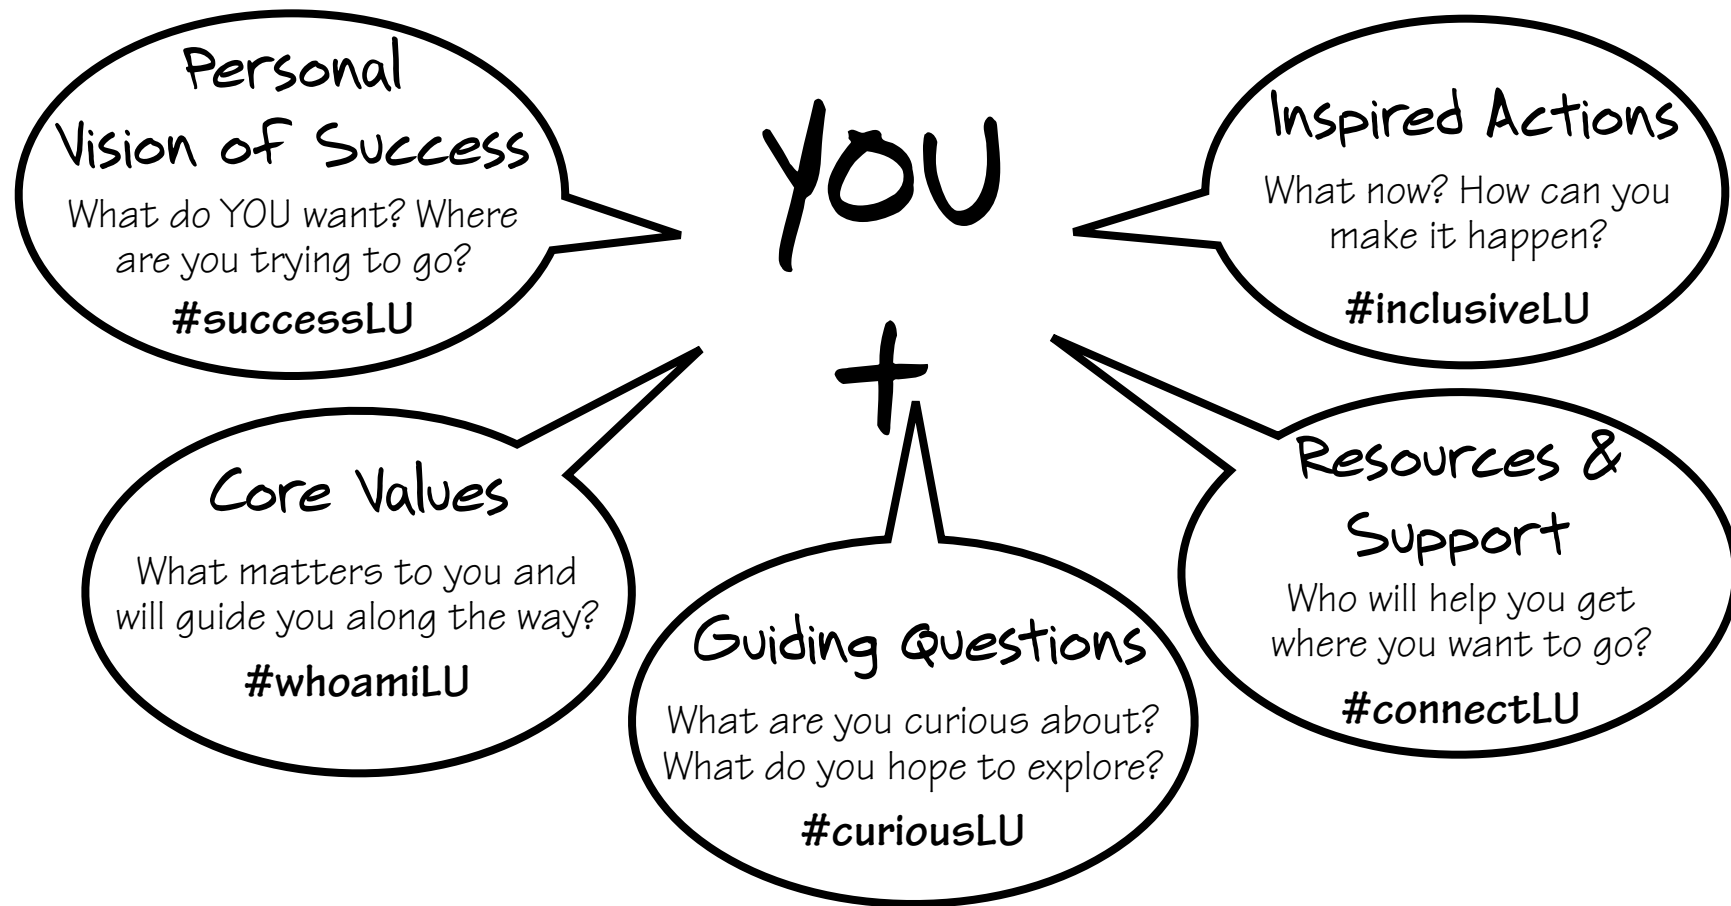 Personal
Vision of Success
What do YOU want? Where
are you trying to go?
#successLU
Core Values
What matters to you and
will guide you along the way?
#whoamiLU
YOU
+
Guiding Questions
What are you curious about?
What do you hope to explore?
#curiousLU
Inspired Actions
What now? How can you
make it happen?
#inclusiveLU
Resources &
Support
Who will help you get
where you want to go?
#connectLU